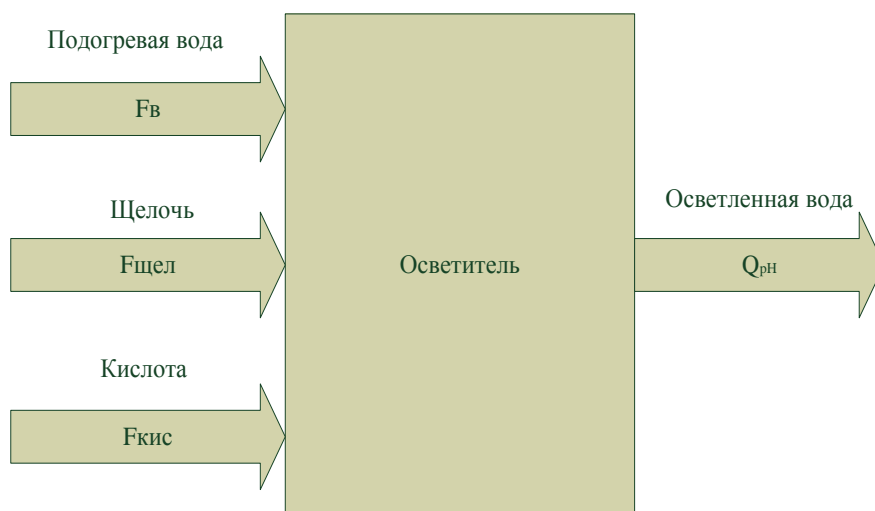 Подогревая вода
Fв
Щелочь
Fщел
Кислота
Fкис
Осветитель
Осветленная вода
QpH